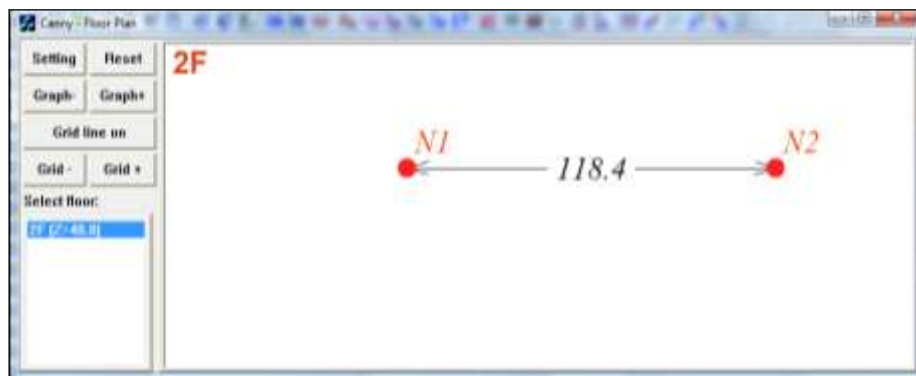 Canny - Floor Plan
Setting Reset
2F
Graph- Graph+
Grid line on
N1 N2
Grid - Grid +
118.4
Select floor: